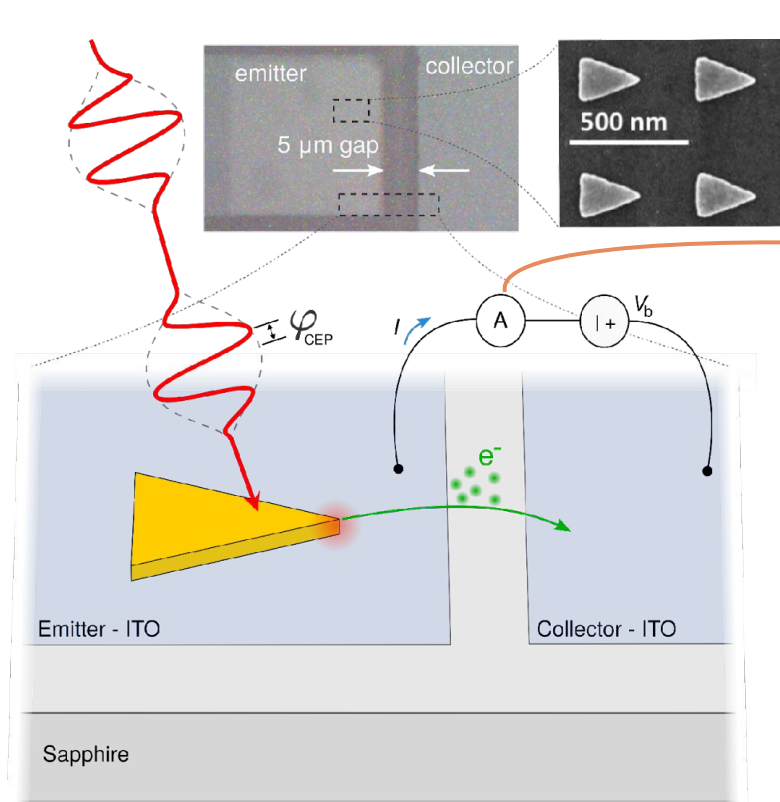 emitter
collector
5 μm gap
500 nm
φCEP
I
A
| +
Vb
e-
Emitter - ITO
Collector - ITO
Sapphire